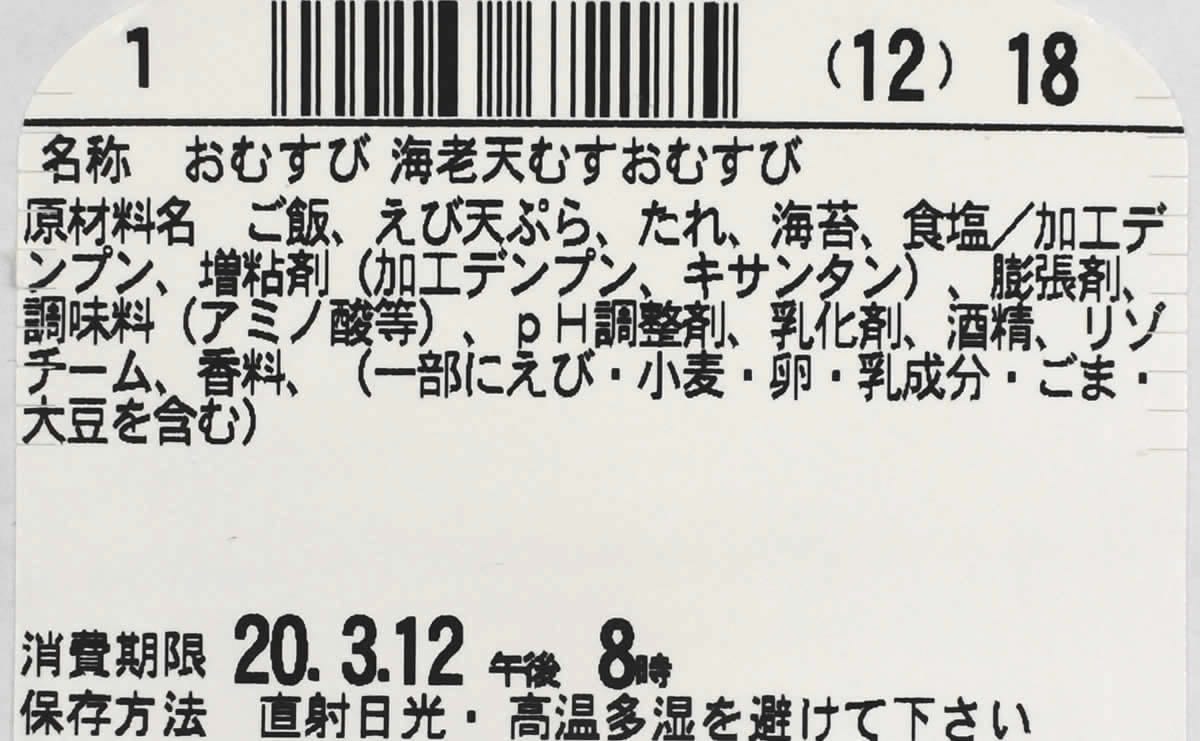 1 (12) 18
名称 おむすび 海老天むすおむすび
原材料名 ご飯、えび天ぷら、たれ、海苔、食塩／加工デ
ンプン、増粘剤（加工デンプン、キサンタン）、膨張剤、
調味料（アミノ酸等）、ｐＨ調整剤、乳化剤、酒精、リゾ
チーム、香料、（一部にえび・小麦・卵・乳成分・ごま・
大豆を含む）
消費期限 20. 3.12 午後 8時
保存方法 直射日光・高温多湿を避けて下さい